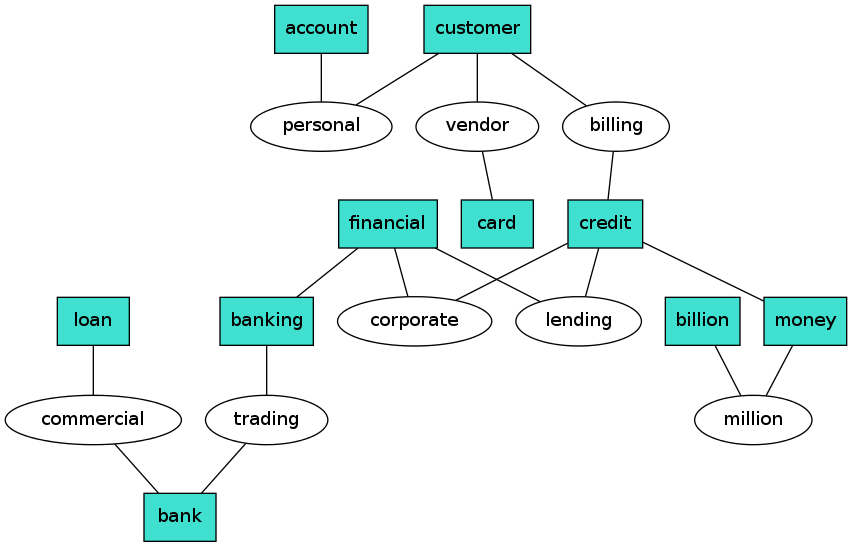 account
customer
personal
vendor
billing
financial
card
credit
loan
banking
corporate
lending
billion
money
commercial
trading
million
bank